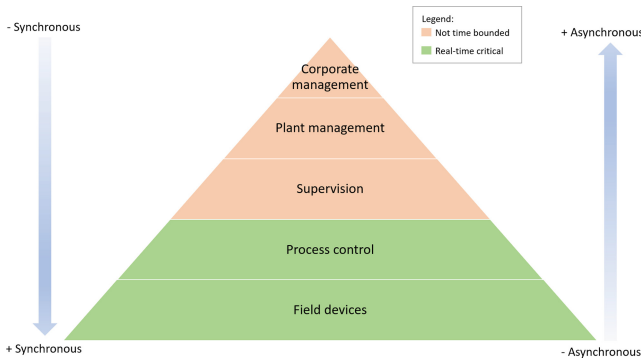 - Synchronous
Legend:
Not time bounded
Real-time critical
+ Asynchronous
Corporate
management
Plant management
Supervision
Process control
Field devices
+ Synchronous
- Asynchronous